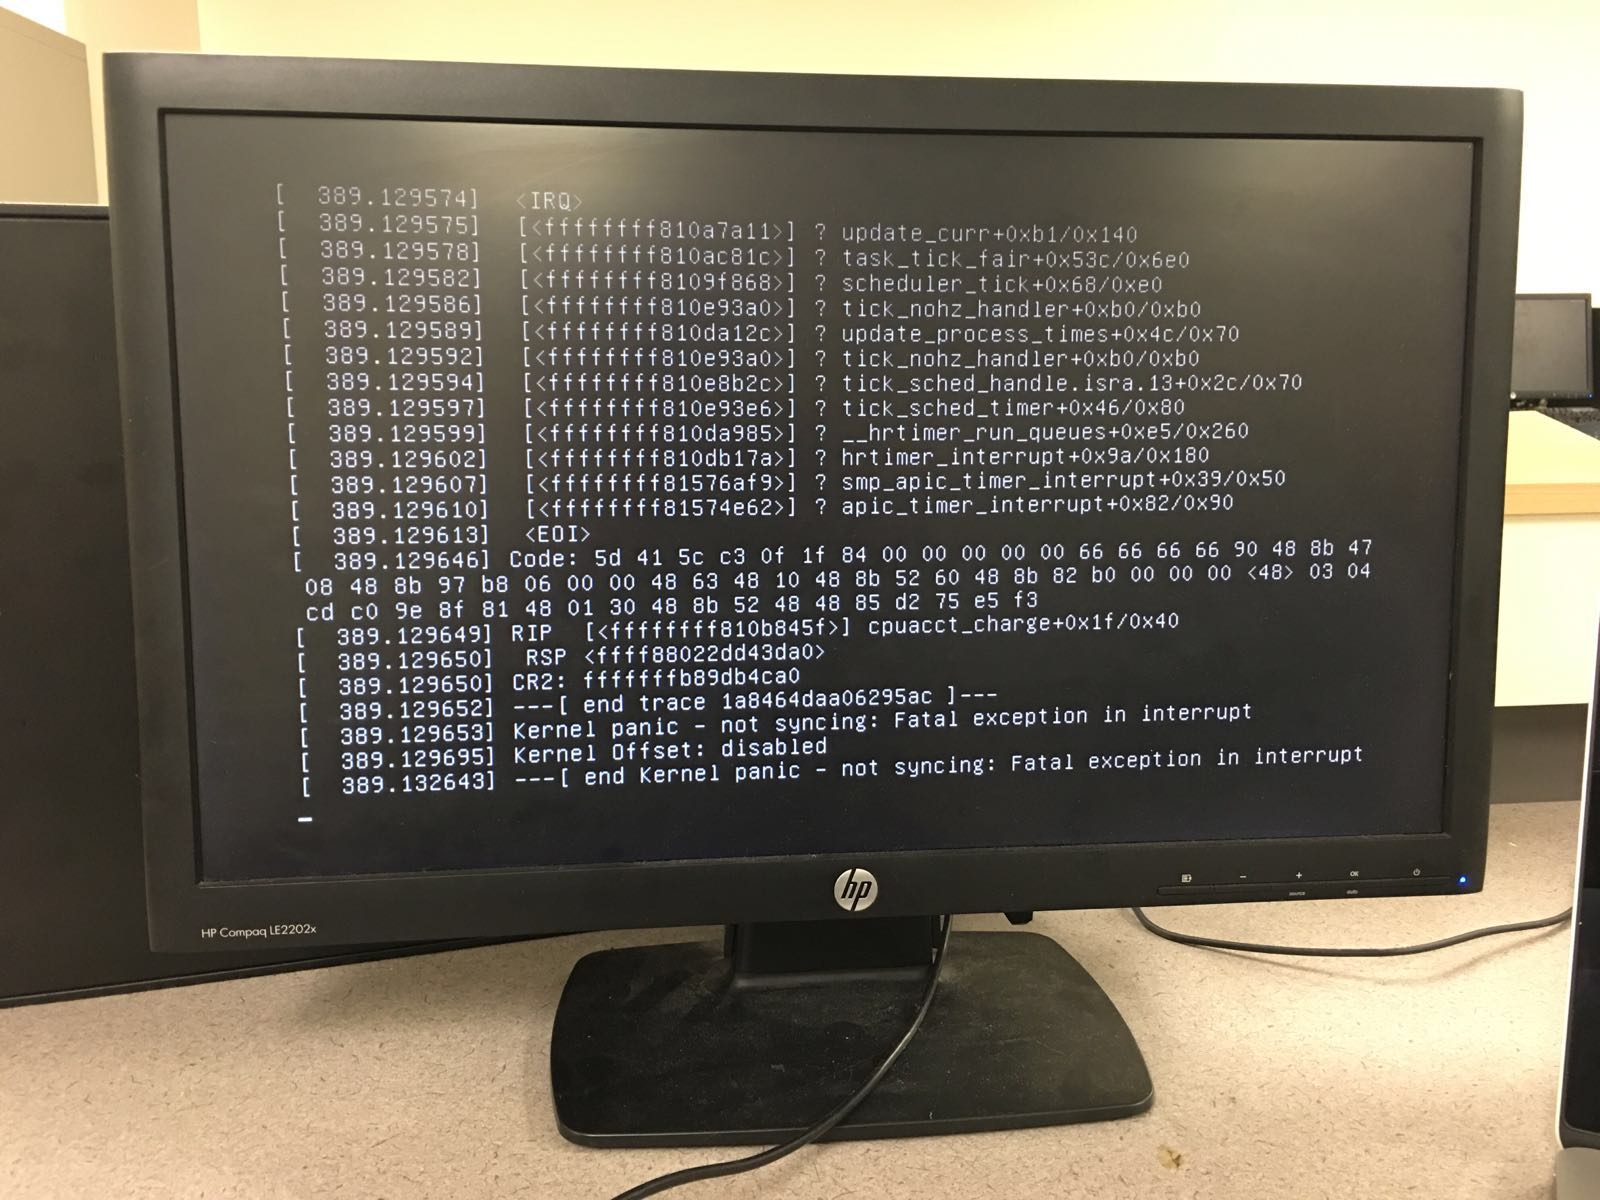 [  389.129574]  <IRQ>
[  389.129575]  [<ffffffff810a7a11>] ? update_curr+0xb1/0x140
[  389.129578]  [<ffffffff810ac81c>] ? task_tick_fair+0x53c/0x6e0
[  389.129582]  [<ffffffff8109f868>] ? scheduler_tick+0x68/0xe0
[  389.129586]  [<ffffffff810e93a0>] ? tick_nohz_handler+0xb0/0xb0
[  389.129589]  [<ffffffff810da12c>] ? update_process_times+0x4c/0x70
[  389.129592]  [<ffffffff810e93a0>] ? tick_nohz_handler+0xb0/0xb0
[  389.129594]  [<ffffffff810e8b2c>] ? tick_sched_handle.isra.13+0x2c/0x70
[  389.129597]  [<ffffffff810e93e6>] ? tick_sched_timer+0x46/0x80
[  389.129599]  [<ffffffff810da985>] ? __hrtimer_run_queues+0xe5/0x260
[  389.129602]  [<ffffffff810db17a>] ? hrtimer_interrupt+0x9a/0x180
[  389.129607]  [<ffffffff81576af9>] ? smp_apic_timer_interrupt+0x39/0x50
[  389.129610]  [<ffffffff81574e62>] ? apic_timer_interrupt+0x82/0x90
[  389.129613]  <EOI>
[  389.129646] Code: 5d 41 5c c3 0f 1f 84 00 00 00 00 00 66 66 66 66 90 48 8b 47
08 48 8b 97 b8 06 00 00 48 63 48 10 48 8b 52 60 48 8b 82 b0 00 00 00 <48> 03 04
cd c0 9e 8f 81 48 01 30 48 8b 52 48 48 85 d2 75 e5 f3
[  389.129649] RIP  [<ffffffff810b845f>] cpuacct_charge+0x1f/0x40
[  389.129650]  RSP <ffff88022dd43da0>
[  389.129650] CR2: ffffffffb89db4ca0
[  389.129652] ---[ end trace 1a8464daa06295ac ]---
[  389.129653] Kernel panic - not syncing: Fatal exception in interrupt
[  389.129695] Kernel Offset: disabled
[  389.132643] ---[ end Kernel panic - not syncing: Fatal exception in interrupt
hp
HP Compaq LE2202x
OK
source
auto